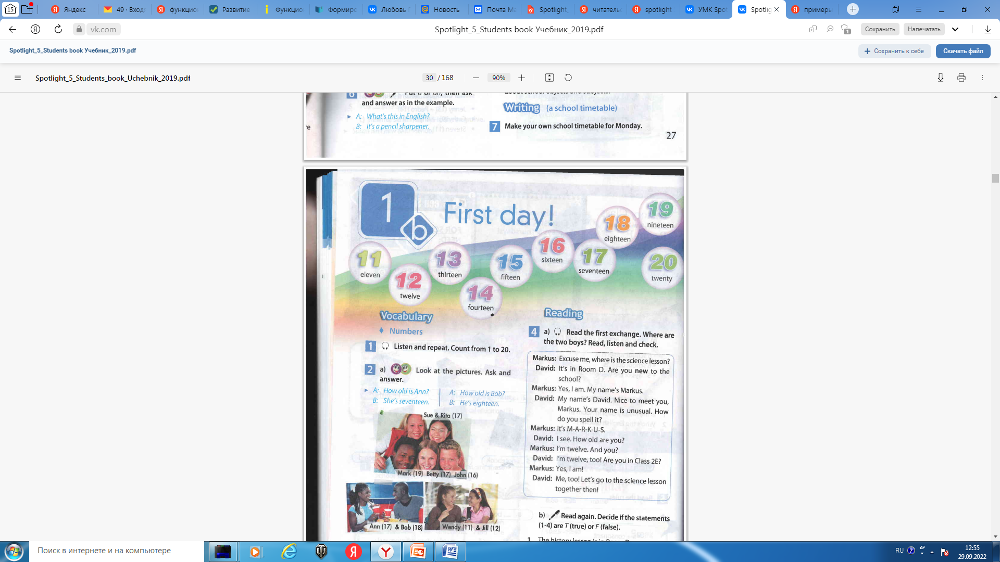 15
Яндекс
49 · Вход
функцион
Развитие
Функцио
Формиро
Любовь Г
Новость
Почта Ма
Spotlight_
читательс
spotlight
УМК Spot
Spotlig
примеры
vk.com
Spotlight_5_Students book Учебник_2019.pdf
1
Сохранить
Напечатать
Spotlight_5_Students book Учебник_2019.pdf
Сохранить к себе
Скачать файл
Spotlight_5_Students_book_Uchebnik_2019.pdf
30 / 168
90%
6 Put a or an, then ask
and answer as in the example.
A: What's this in English?
B: It's a pencil sharpener.
about school objects and subjects.
Writing (a school timetable)
7 Make your own school timetable for Monday.
27
1
b
First day!
11
eleven
12
twelve
13
thirteen
14
fourteen
15
fifteen
16
sixteen
17
seventeen
18
eighteen
19
nineteen
20
twenty
Vocabulary
Numbers
1 Listen and repeat. Count from 1 to 20.
2 a) Look at the pictures. Ask and
answer.
A: How old is Ann?
B: She's seventeen.
A: How old is Bob?
B: He's eighteen.
Sue & Rita (17)
Mark (19) Betty (17) John (16)
Ann (17) & Bob (18)
Wendy (11) & Jill (12)
Reading
4 a) Read the first exchange. Where are
the two boys? Read, listen and check.
Markus: Excuse me, where is the science lesson?
David: It's in Room D. Are you new to the
school?
Markus: Yes, I am. My name's Markus.
David: My name's David. Nice to meet you,
Markus. Your name is unusual. How
do you spell it?
Markus: It's M-A-R-K-U-S.
David: I see. How old are you?
Markus: I'm twelve. And you?
David: I'm twelve, too! Are you in Class 2E?
Markus: Yes, I am!
David: Me, too! Let's go to the science lesson
together then!
b) Read again. Decide if the statements
(1-4) are T (true) or F (false).
1 The history lesson is in Room D.
Поиск в интернете и на компьютере
RU
12:55
29.09.2022